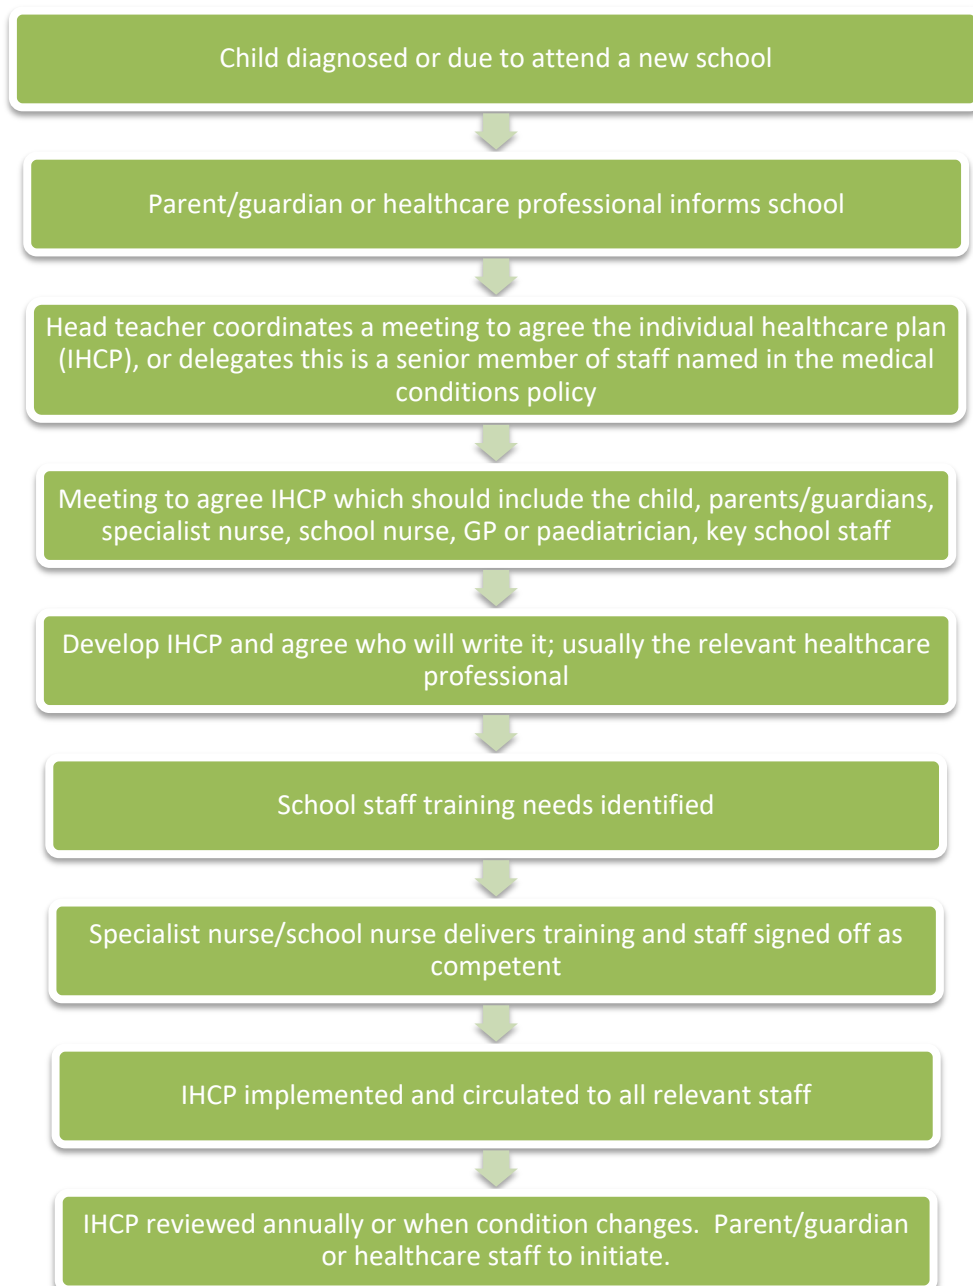 Child diagnosed or due to attend a new school
Parent/guardian or healthcare professional informs school
Head teacher coordinates a meeting to agree the individual healthcare plan
(IHCP), or delegates this is a senior member of staff named in the medical
conditions policy
Meeting to agree IHCP which should include the child, parents/guardians,
specialist nurse, school nurse, GP or paediatrician, key school staff
Develop IHCP and agree who will write it; usually the relevant healthcare
professional
School staff training needs identified
Specialist nurse/school nurse delivers training and staff signed off as
competent
IHCP implemented and circulated to all relevant staff
IHCP reviewed annually or when condition changes.  Parent/guardian
or healthcare staff to initiate.